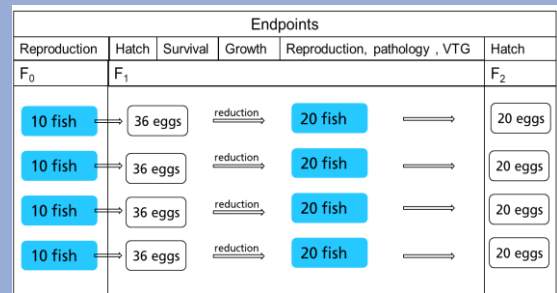 Endpoints
Reproduction Hatch Survival Growth Reproduction, pathology , VTG Hatch
F₀ F₁ F₂
10 fish 36 eggs reduction 20 fish 20 eggs
10 fish 36 eggs reduction 20 fish 20 eggs
10 fish 36 eggs reduction 20 fish 20 eggs
10 fish 36 eggs reduction 20 fish 20 eggs